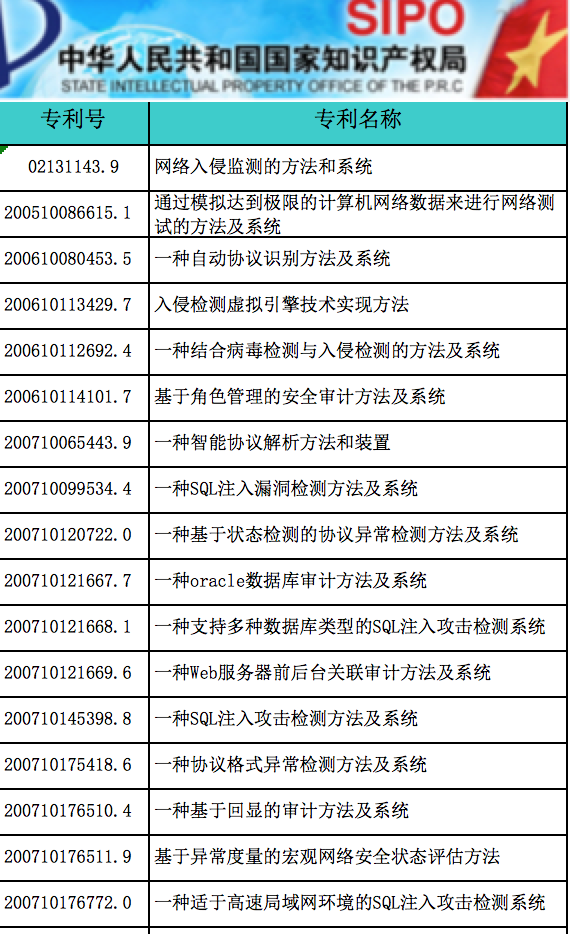 SIPO
中华人民共和国国家知识产权局
STATE INTELLECTUAL PROPERTY OFFICE OF THE P.R.C
专利号 专利名称
02131143.9 网络入侵监测的方法和系统
200510086615.1 通过模拟达到极限的计算机网络数据来进行网络测
试的方法及系统
200610080453.5 一种自动协议识别方法及系统
200610113429.7 入侵检测虚拟引擎技术实现方法
200610112692.4 一种结合病毒检测与入侵检测的方法及系统
200610114101.7 基于角色管理的安全审计方法及系统
200710065443.9 一种智能协议解析方法和装置
200710099534.4 一种SQL注入漏洞检测方法及系统
200710120722.0 一种基于状态检测的协议异常检测方法及系统
200710121667.7 一种oracle数据库审计方法及系统
200710121668.1 一种支持多种数据库类型的SQL注入攻击检测系统
200710121669.6 一种Web服务器前后台关联审计方法及系统
200710145398.8 一种SQL注入攻击检测方法及系统
200710175418.6 一种协议格式异常检测方法及系统
200710176510.4 一种基于回显的审计方法及系统
200710176511.9 基于异常度量的宏观网络安全状态评估方法
200710176772.0 一种适于高速局域网环境的SQL注入攻击检测系统